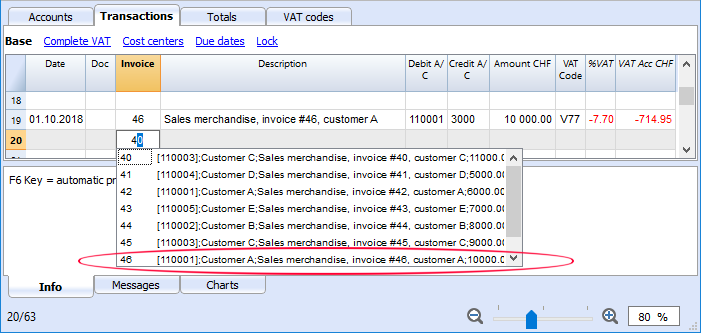 Accounts Transactions Totals VAT codes
Base Complete VAT Cost centers Due dates Lock
Date Doc Invoice Description Debit A/C Credit A/C Amount CHF VAT Code %VAT VAT Acc CHF
18
19 01.10.2018 46 Sales merchandise, invoice #46, customer A 110001 3000 10 000.00 V77 -7.70 -714.95
20 40
40 [110003];Customer C;Sales merchandise, invoice #40, customer C;11000.0
F6 Key = automatic pr
41 [110004];Customer D;Sales merchandise, invoice #41, customer D;5000.00
42 [110001];Customer A;Sales merchandise, invoice #42, customer A;6000.00
43 [110005];Customer E;Sales merchandise, invoice #43, customer E;7000.00
44 [110002];Customer B;Sales merchandise, invoice #44, customer B;8000.00
45 [110003];Customer C;Sales merchandise, invoice #45, customer C;9000.00
46 [110001];Customer A;Sales merchandise, invoice #46, customer A;10000.0
Info Messages Charts
20/63 80 %